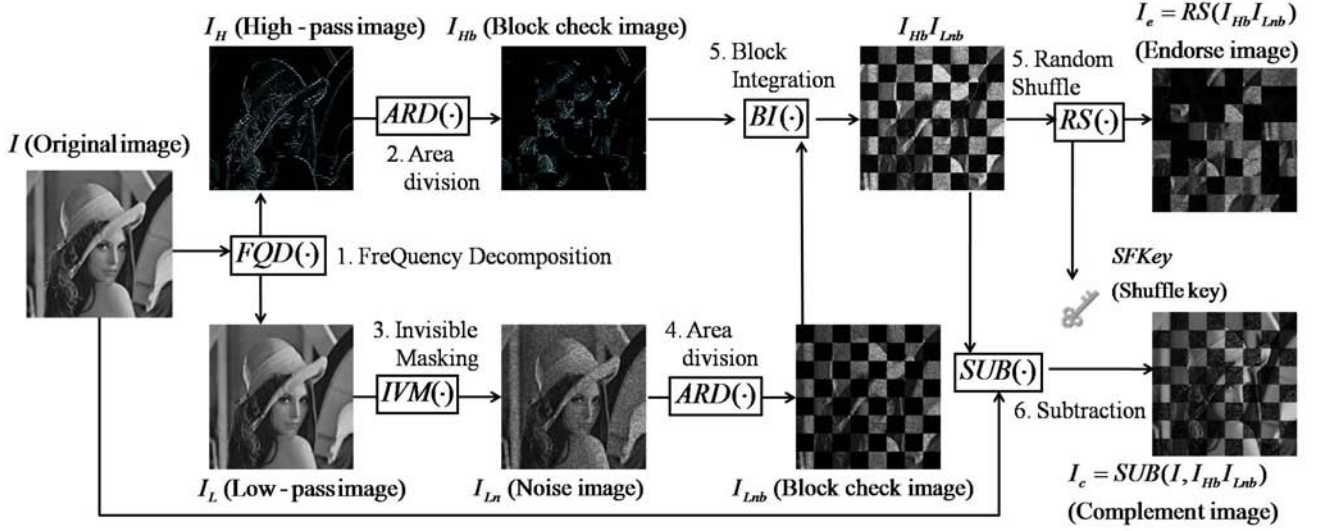 I_H (High - pass image)
I_Hb (Block check image)
I_Hb I_Lnb
I_e = RS(I_Hb I_Lnb)
(Endorse image)
5. Block
Integration
5. Random
Shuffle
ARD(·)
BI(·)
RS(·)
I (Original image)
2. Area
division
FQD(·)
1. FreQuency Decomposition
SFKey
(Shuffle key)
3. Invisible
Masking
4. Area
division
IVM(·)
ARD(·)
SUB(·)
6. Subtraction
I_L (Low - pass image)
I_Ln (Noise image)
I_Lnb (Block check image)
I_c = SUB(I, I_Hb I_Lnb)
(Complement image)